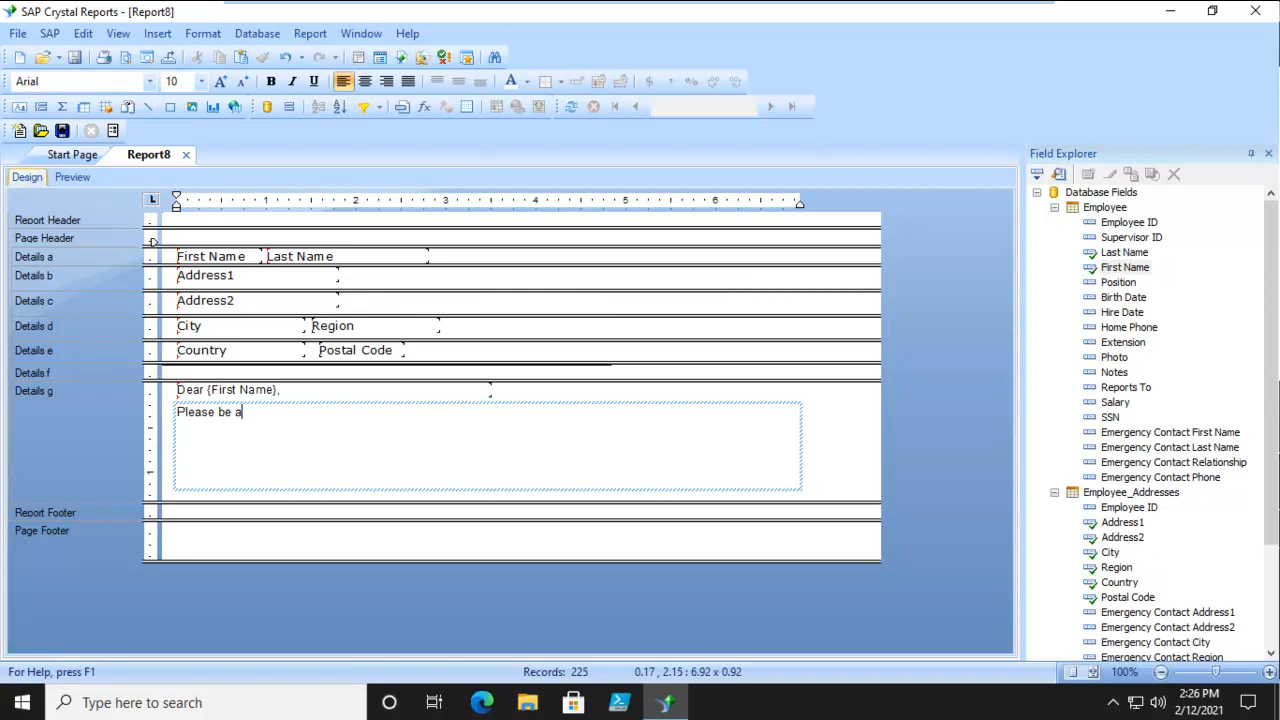 SAP Crystal Reports - [Report8]
File SAP Edit View Insert Format Database Report Window Help
Arial 10
Start Page Report8
Field Explorer
Design Preview
L 1 2 3 4 5 6
Report Header
Page Header
Details a First Name Last Name
Details b Address1
Details c Address2
Details d City Region
Details e Country Postal Code
Details f
Details g Dear {First Name},
Please be a
Report Footer
Page Footer
Database Fields
Employee
Employee ID
Supervisor ID
Last Name
First Name
Position
Birth Date
Hire Date
Home Phone
Extension
Photo
Notes
Reports To
Salary
SSN
Emergency Contact First Name
Emergency Contact Last Name
Emergency Contact Relationship
Emergency Contact Phone
Employee_Addresses
Employee ID
Address1
Address2
City
Region
Country
Postal Code
Emergency Contact Address1
Emergency Contact Address2
Emergency Contact City
Emergency Contact Region
For Help, press F1 Records: 225 0.17 , 2.15 : 6.92 x 0.92 100%
Type here to search
2:26 PM
2/12/2021